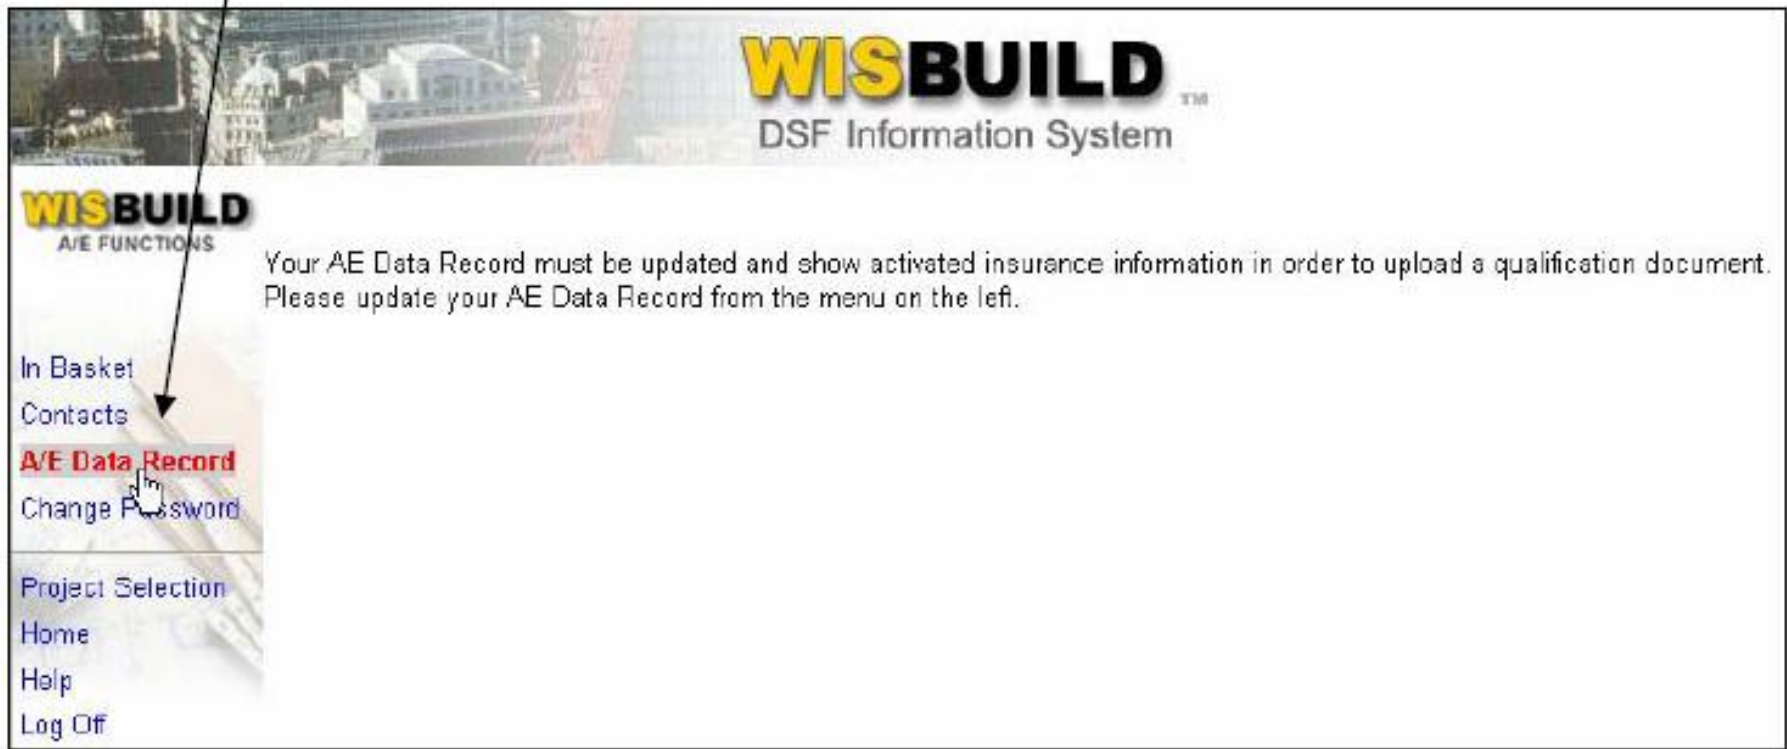 WISBUILD TM
DSF Information System
WISBUILD
A/E FUNCTIONS
Your AE Data Record must be updated and show activated insurance information in order to upload a qualification document.
Please update your AE Data Record from the menu on the left.
In Basket
Contacts
A/E Data Record
Change Password
Project Selection
Home
Help
Log Off